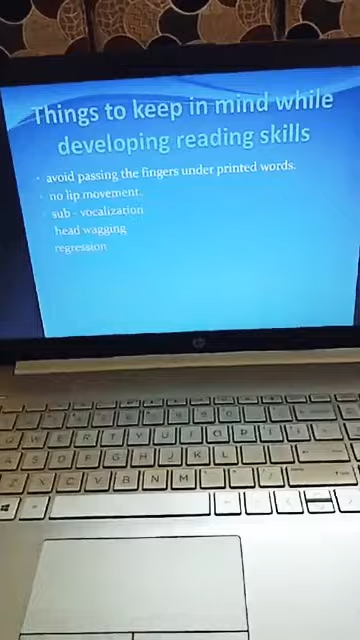 Things to keep in mind while
developing reading skills
avoid passing the fingers under printed words.
no lip movement.
sub - vocalization
head wagging
regression
hp
Q W E R T Y U I O P
A S D F G H J K L
Z X C V B N M